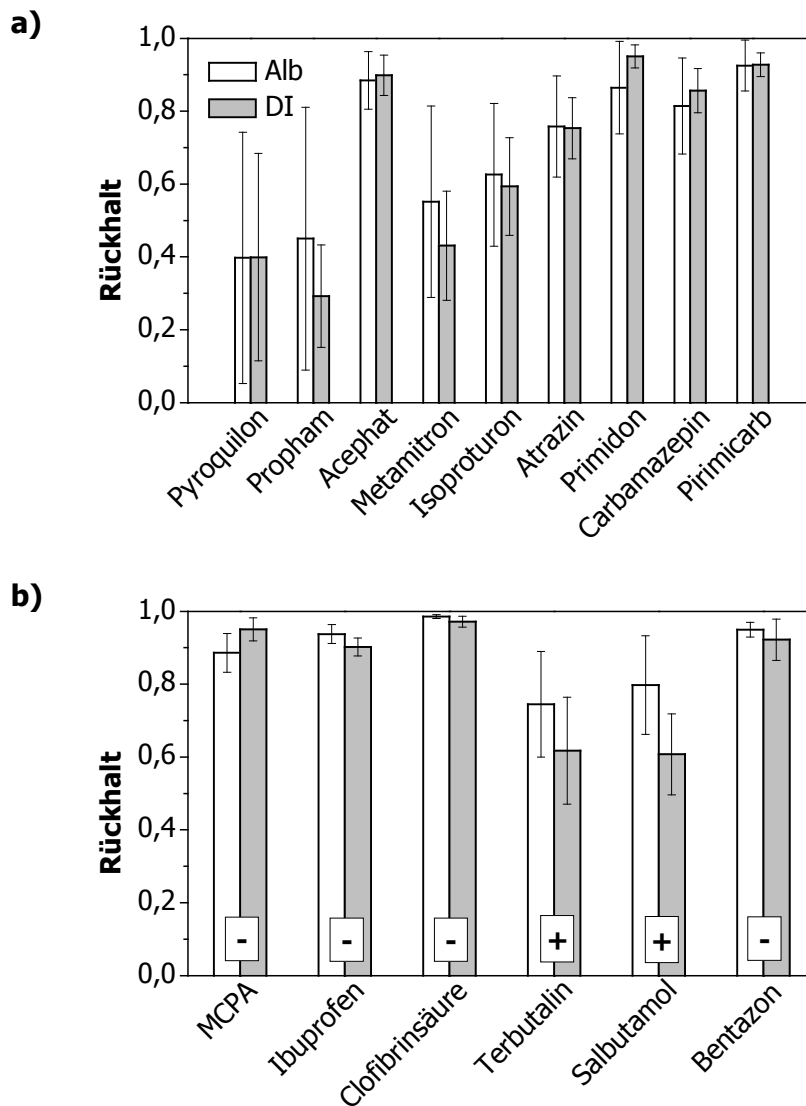 a)
1,0
0,8
0,6
0,4
0,2
0,0
Rückhalt
Alb
DI
Pyroquilon
Propham
Acephat
Metamitron
Isoproturon
Atrazin
Primidon
Carbamazepin
Pirimicarb
b)
1,0
0,8
0,6
0,4
0,2
0,0
Rückhalt
-
-
-
+
+
-
MCPA
Ibuprofen
Clofibrinsäure
Terbutalin
Salbutamol
Bentazon